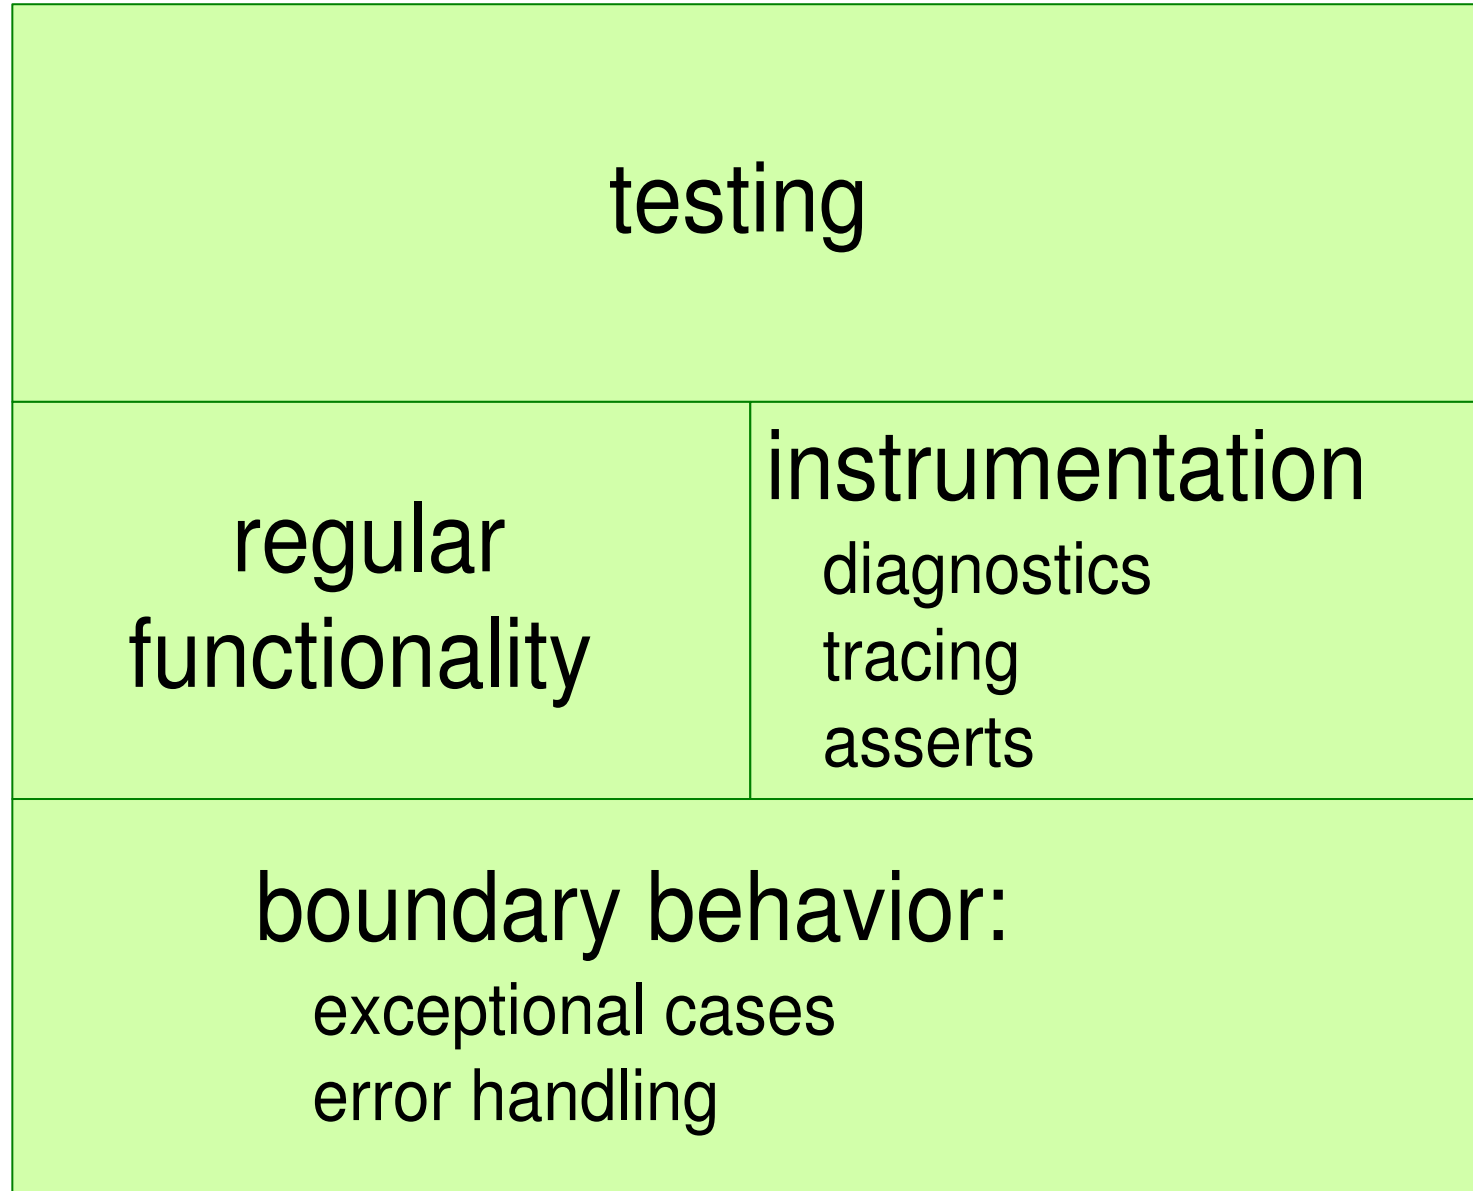 testing
regular
functionality
instrumentation
diagnostics
tracing
asserts
boundary behavior:
exceptional cases
error handling